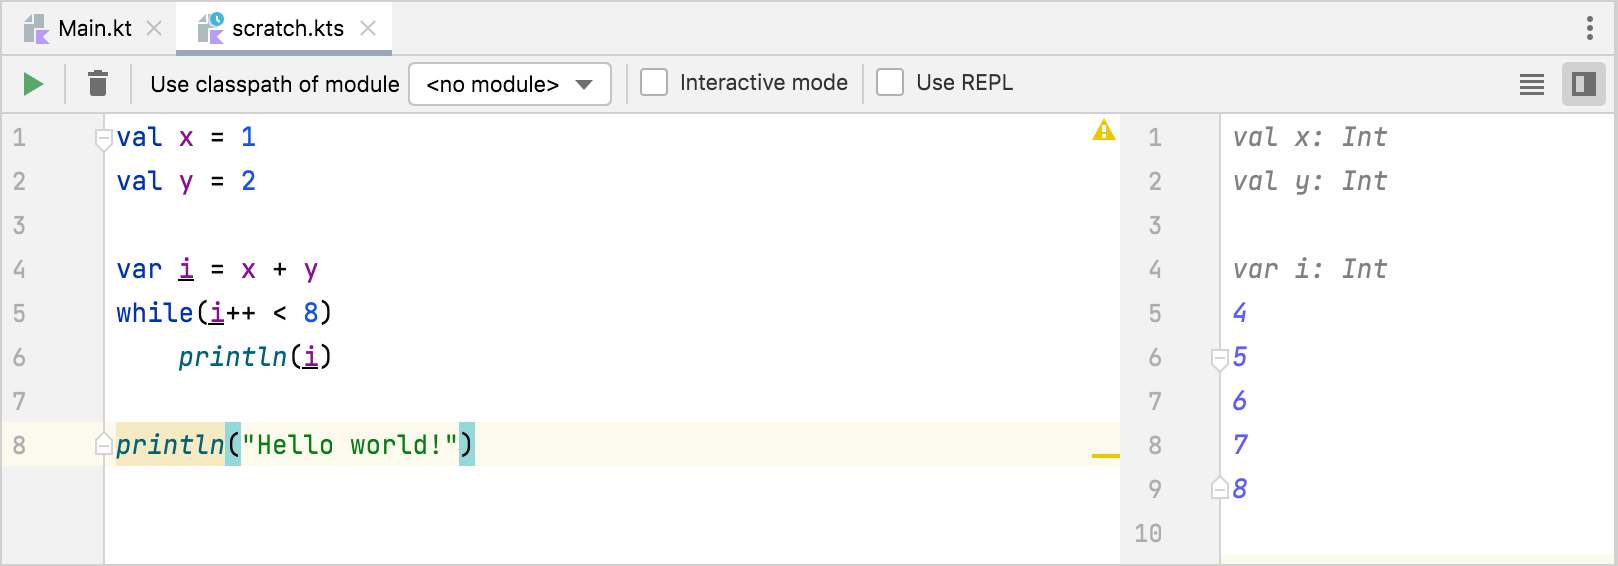 Main.kt scratch.kts
Use classpath of module <no module> Interactive mode Use REPL
1 val x = 1
2 val y = 2
3
4 var i = x + y
5 while(i++ < 8)
6     println(i)
7
8 println("Hello world!")
1 val x: Int
2 val y: Int
3
4 var i: Int
5 4
6 5
7 6
8 7
9 8
10